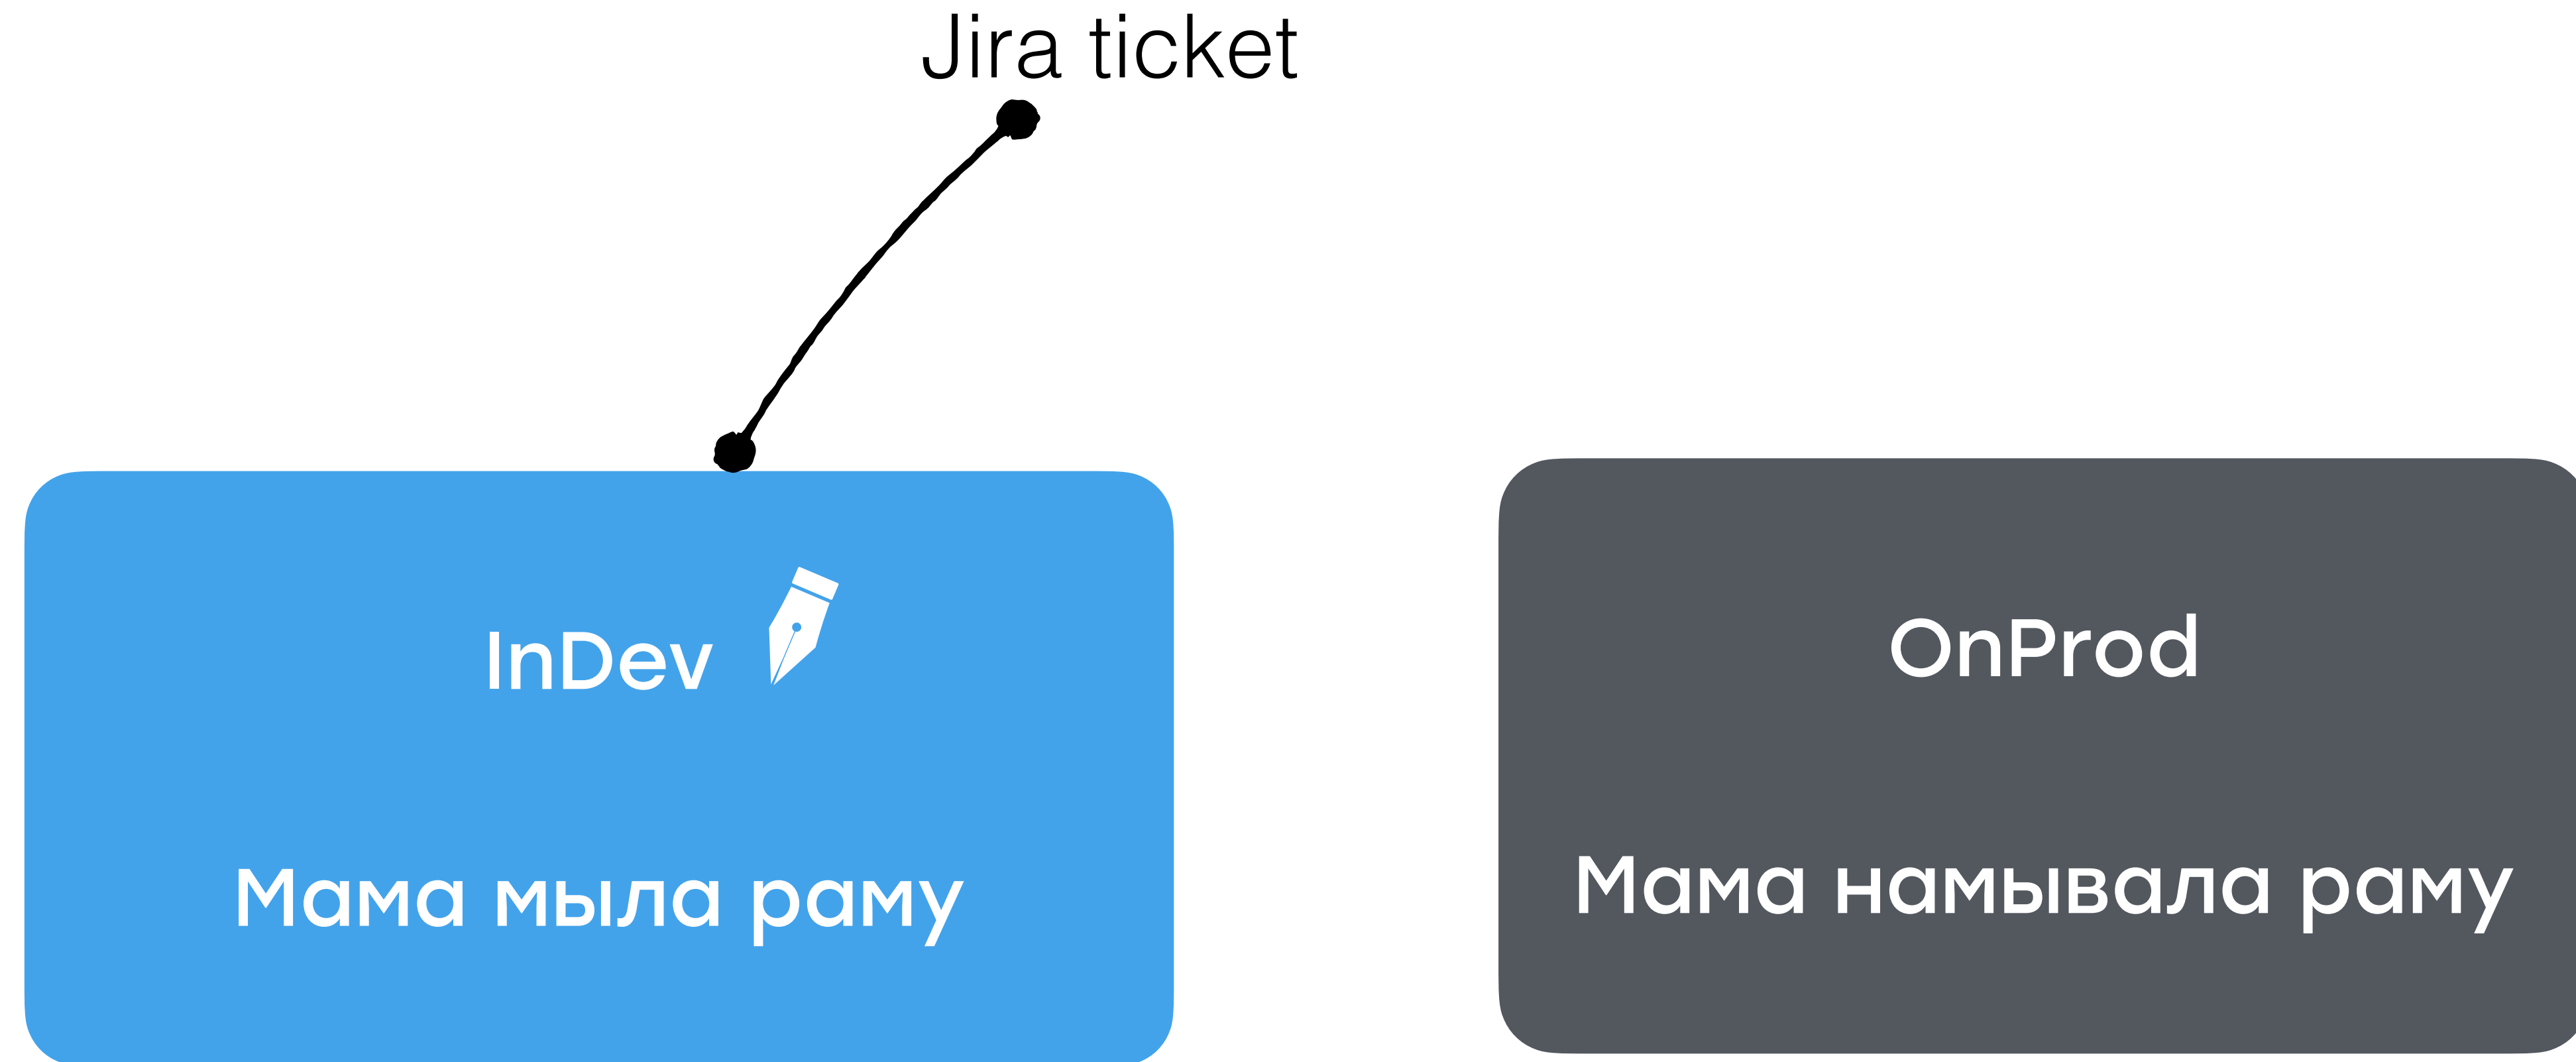 Jira ticket
InDev
Мама мыла раму
OnProd
Мама намывала раму